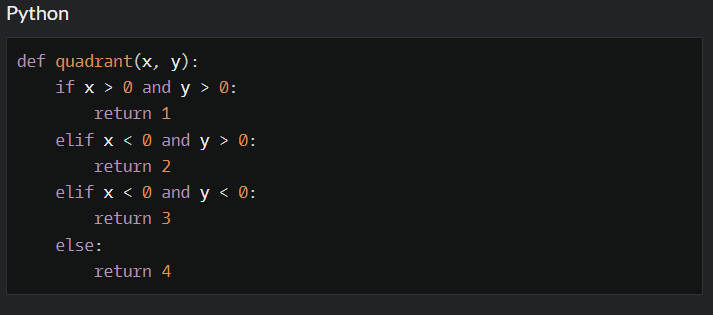 Python
def quadrant(x, y):
    if x > 0 and y > 0:
        return 1
    elif x < 0 and y > 0:
        return 2
    elif x < 0 and y < 0:
        return 3
    else:
        return 4